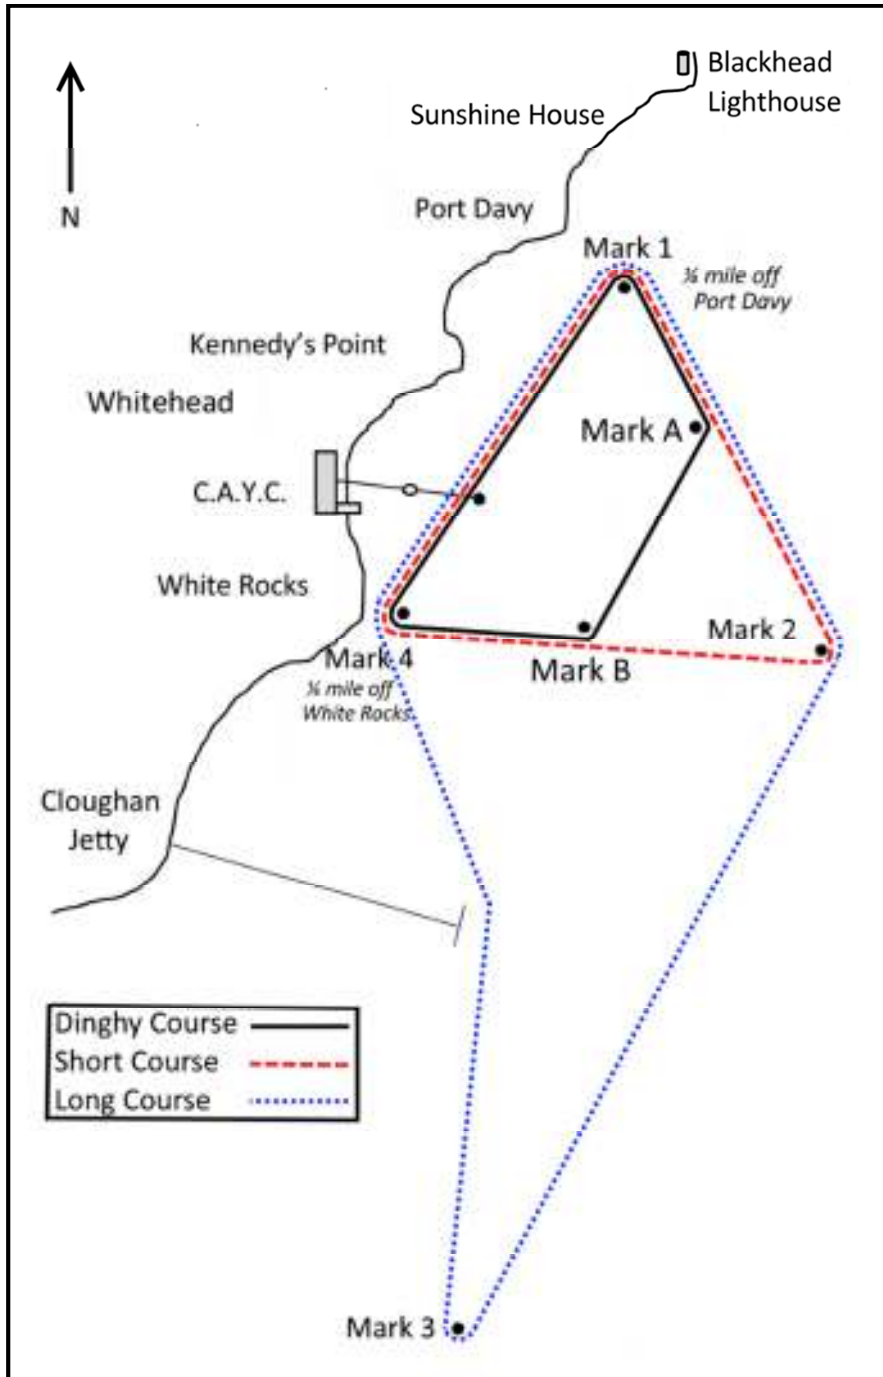 Blackhead
Lighthouse
Sunshine House
Port Davy
N
Mark 1
¼ mile off
Port Davy
Kennedy's Point
Whitehead
Mark A
C.A.Y.C.
White Rocks
Mark 2
Mark 4
Mark B
¼ mile off
White Rocks
Cloughan
Jetty
Dinghy Course
Short Course
Long Course
Mark 3